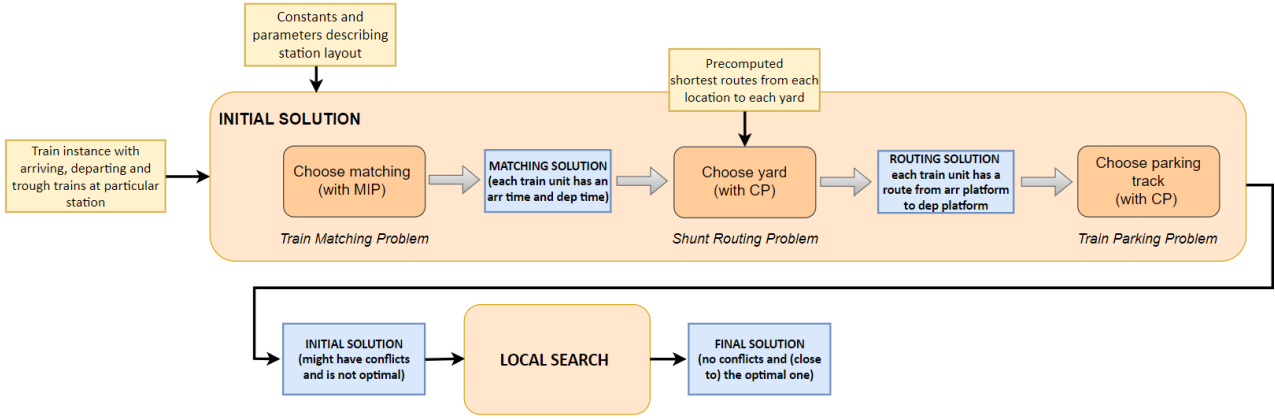 Constants and
parameters describing
station layout
Precomputed
shortest routes from each
location to each yard
INITIAL SOLUTION
Train instance with
arriving, departing and
trough trains at particular
station
Choose matching
(with MIP)
MATCHING SOLUTION
(each train unit has an
arr time and dep time)
Choose yard
(with CP)
ROUTING SOLUTION
each train unit has a
route from arr platform
to dep platform
Choose parking
track
(with CP)
Train Matching Problem
Shunt Routing Problem
Train Parking Problem
INITIAL SOLUTION
(might have conflicts
and is not optimal)
LOCAL SEARCH
FINAL SOLUTION
(no conflicts and (close
to) the optimal one)